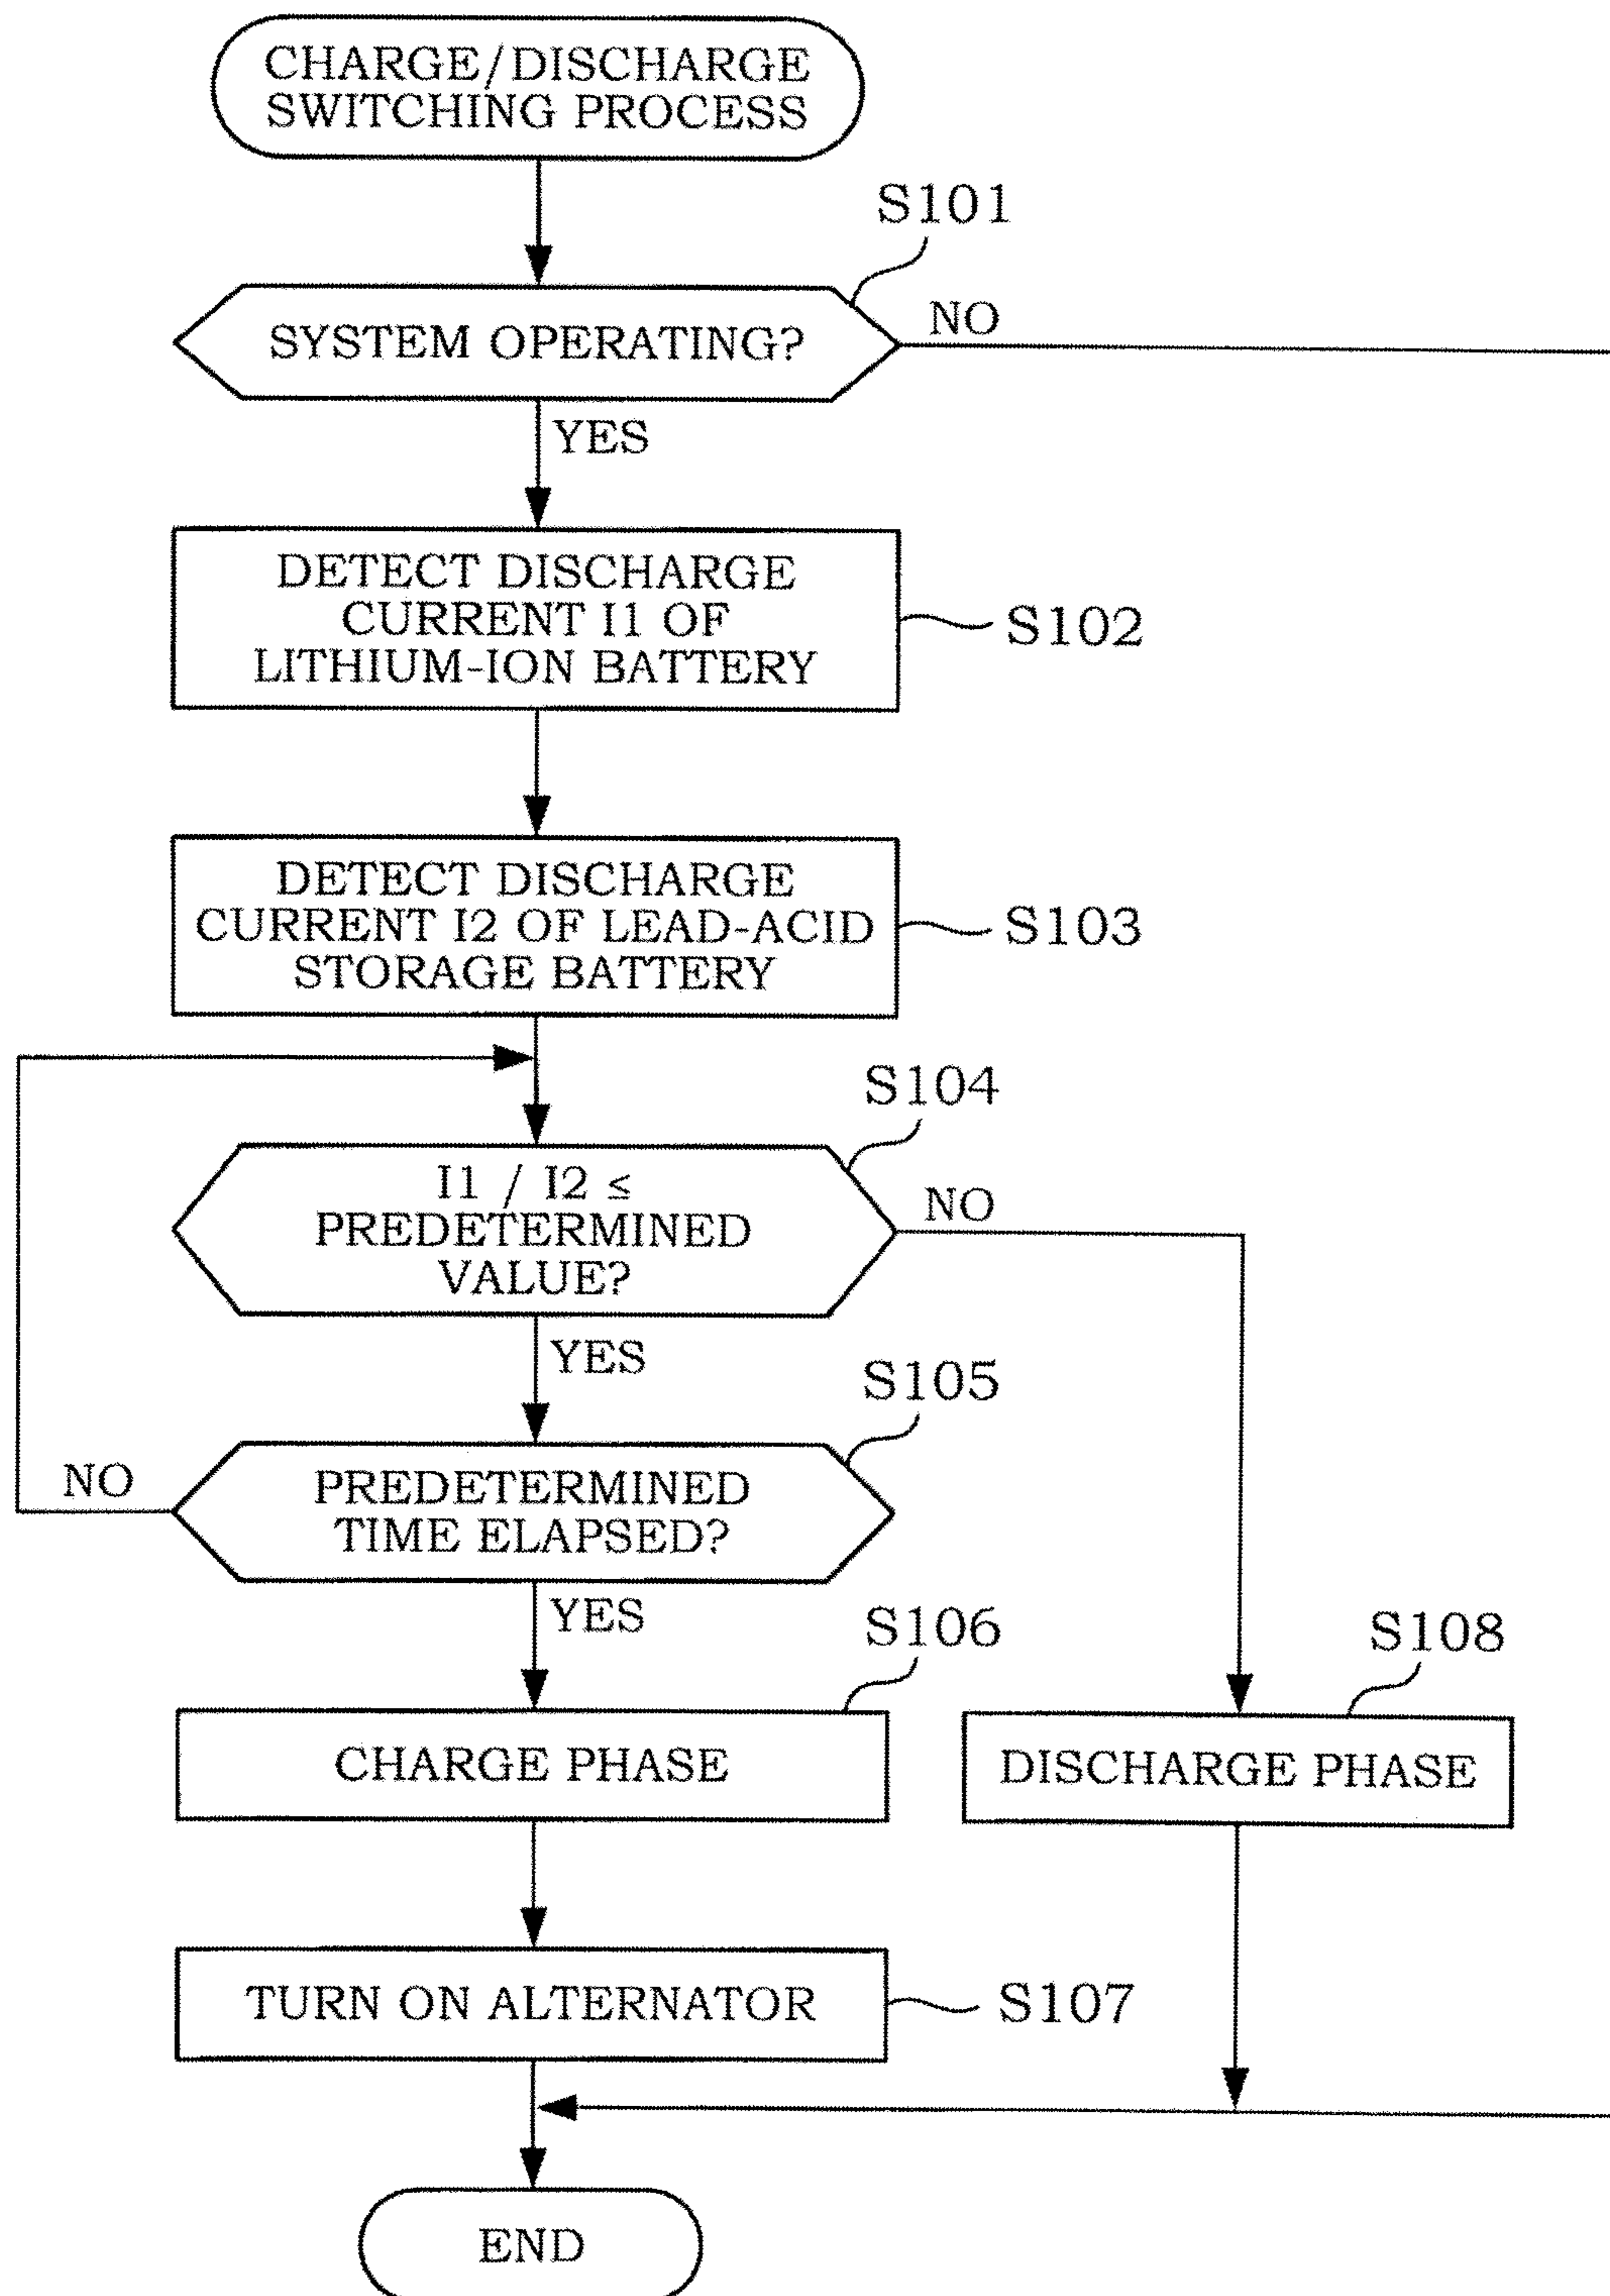 CHARGE/DISCHARGE
SWITCHING PROCESS
S101
SYSTEM OPERATING?
NO
YES
DETECT DISCHARGE
CURRENT I1 OF
LITHIUM-ION BATTERY
S102
DETECT DISCHARGE
CURRENT I2 OF LEAD-ACID
STORAGE BATTERY
S103
S104
I1 / I2 ≤
PREDETERMINED
VALUE?
NO
YES
S105
NO
PREDETERMINED
TIME ELAPSED?
YES
S106
S108
CHARGE PHASE
DISCHARGE PHASE
TURN ON ALTERNATOR
S107
END